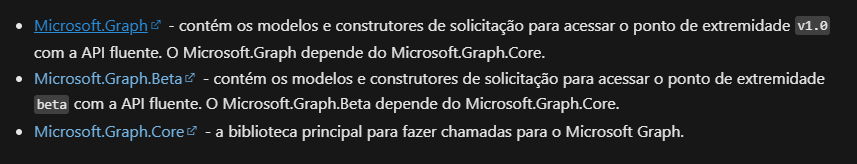 Microsoft.Graph - contém os modelos e construtores de solicitação para acessar o ponto de extremidade v1.0
com a API fluente. O Microsoft.Graph depende do Microsoft.Graph.Core.
Microsoft.Graph.Beta - contém os modelos e construtores de solicitação para acessar o ponto de extremidade
beta com a API fluente. O Microsoft.Graph.Beta depende do Microsoft.Graph.Core.
Microsoft.Graph.Core - a biblioteca principal para fazer chamadas para o Microsoft Graph.